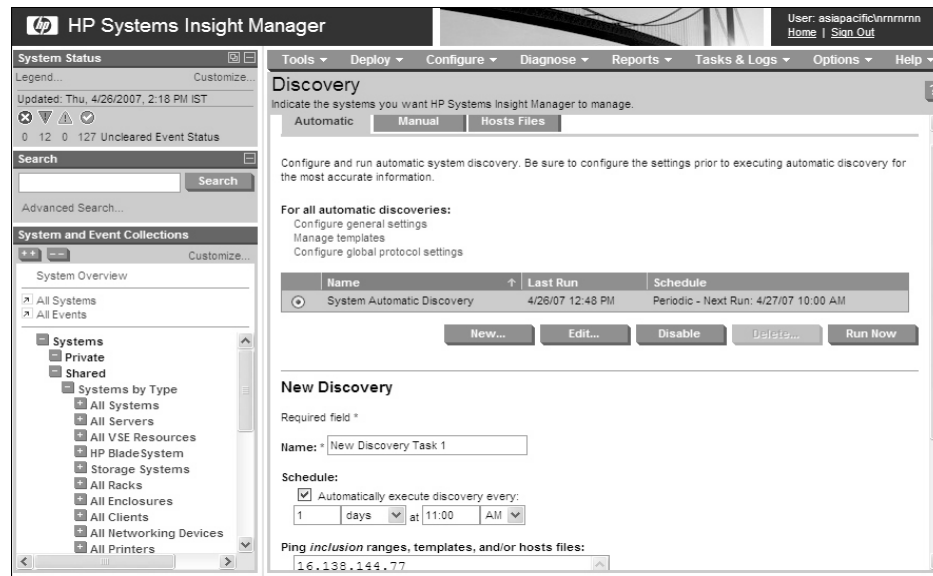 hp HP Systems Insight Manager
User: asiapacific\nrnrnrnn
Home | Sign Out
System Status
Legend... Customize...
Updated: Thu, 4/26/2007, 2:18 PM IST
0 12 0 127 Uncleared Event Status
Search
Search
Advanced Search...
System and Event Collections
++ -- Customize...
System Overview
All Systems
All Events
Systems
Private
Shared
Systems by Type
All Systems
All Servers
All VSE Resources
HP BladeSystem
Storage Systems
All Racks
All Enclosures
All Clients
All Networking Devices
All Printers
Tools Deploy Configure Diagnose Reports Tasks & Logs Options Help
Discovery
Indicate the systems you want HP Systems Insight Manager to manage.
?
Automatic Manual Hosts Files
Configure and run automatic system discovery. Be sure to configure the settings prior to executing automatic discovery for
the most accurate information.
For all automatic discoveries:
Configure general settings
Manage templates
Configure global protocol settings
Name Last Run Schedule
System Automatic Discovery 4/26/07 12:48 PM Periodic - Next Run: 4/27/07 10:00 AM
New... Edit... Disable Delete... Run Now
New Discovery
Required field *
Name: * New Discovery Task 1
Schedule:
Automatically execute discovery every:
1 days at 11:00 AM
Ping inclusion ranges, templates, and/or hosts files:
16.138.144.77